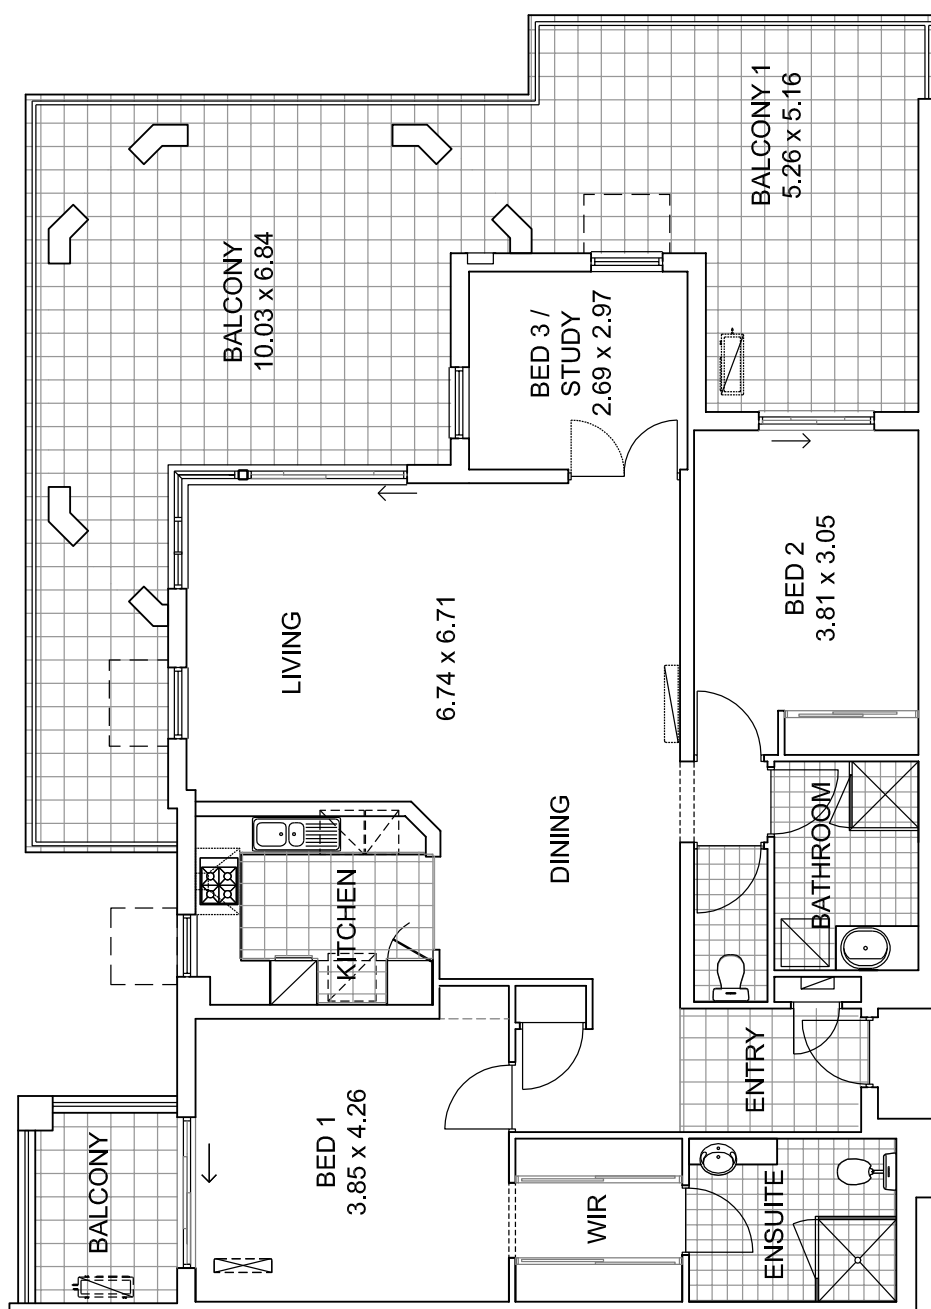 BALCONY 1
5.26 x 5.16
BALCONY
10.03 x 6.84
BED 3 /
STUDY
2.69 x 2.97
BED 2
3.81 x 3.05
LIVING
6.74 x 6.71
DINING
KITCHEN
BATHROOM
ENTRY
BED 1
3.85 x 4.26
BALCONY
WIR
ENSUITE